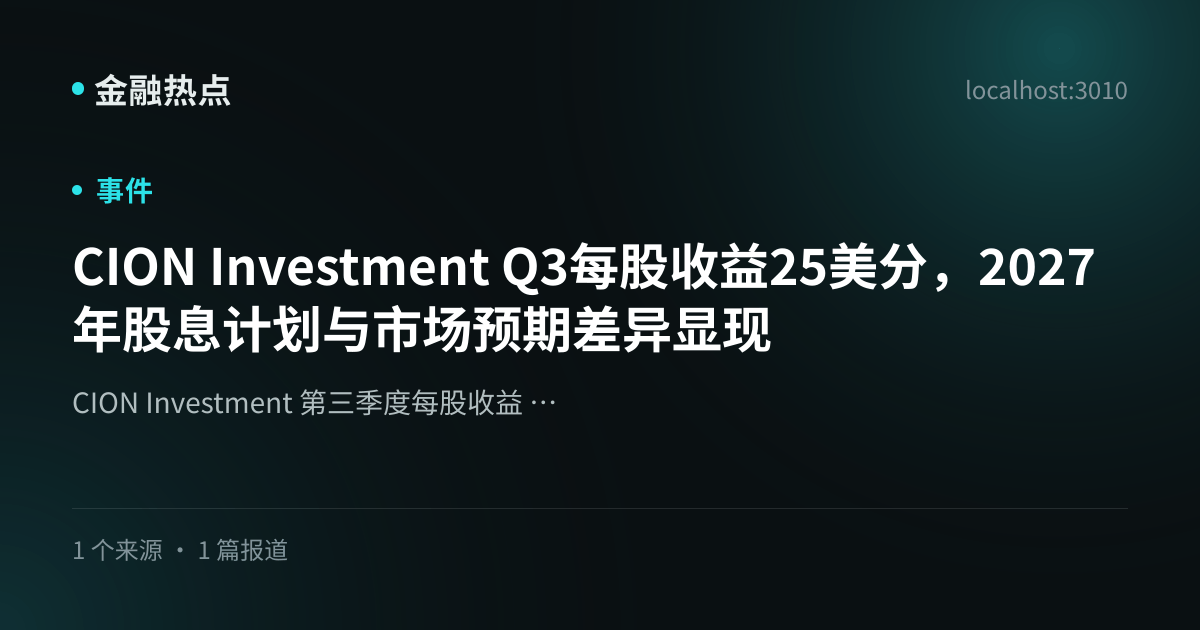 金融热点
localhost:3010
事件
CION Investment Q3每股收益25美分，2027
年股息计划与市场预期差异显现
CION Investment 第三季度每股收益 …
1 个来源 • 1 篇报道